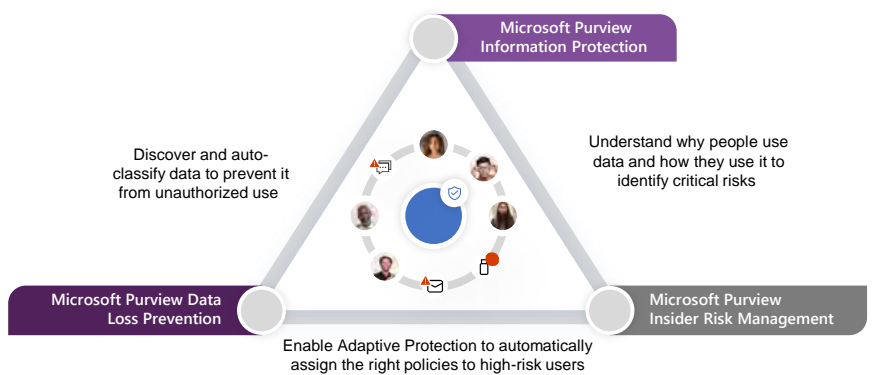 Microsoft Purview
Information Protection
Discover and auto-
classify data to prevent it
from unauthorized use
Understand why people use
data and how they use it to
identify critical risks
Microsoft Purview Data
Loss Prevention
Microsoft Purview
Insider Risk Management
Enable Adaptive Protection to automatically
assign the right policies to high-risk users